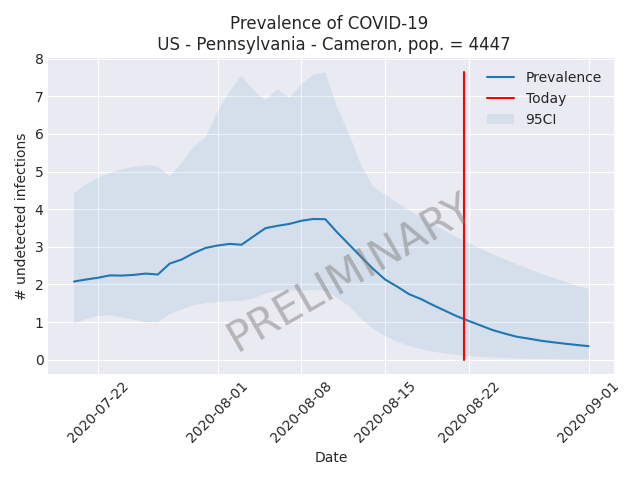 Prevalence of COVID-19
US - Pennsylvania - Cameron, pop. = 4447
8
7
6
5
4
3
2
1
0
# undetected infections
Prevalence
Today
95CI
PRELIMINARY
2020-07-22
2020-08-01
2020-08-08
2020-08-15
2020-08-22
2020-09-01
Date